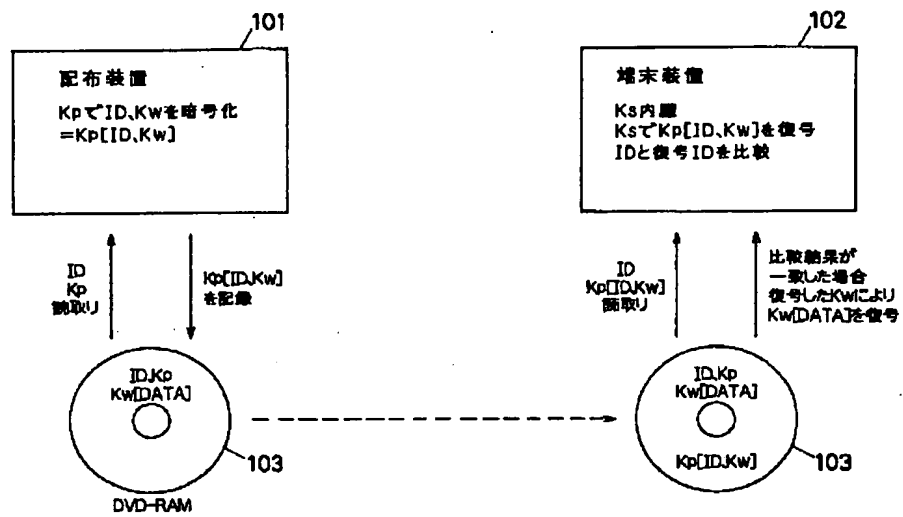 101
配布装置
KpでID、Kwを暗号化
=Kp[ID,Kw]
ID
Kp
読取り
Kp[ID,Kw]
を記録
ID,Kp
Kw[DATA]
103
DVD-RAM
102
端末装置
Ks内蔵
KsでKp[ID,Kw]を復号
IDと復号IDを比較
ID
Kp[ID,Kw]
読取り
比較結果が
一致した場合
復号したKwにより
Kw[DATA]を復号
ID,Kp
Kw[DATA]
Kp[ID,Kw]
103